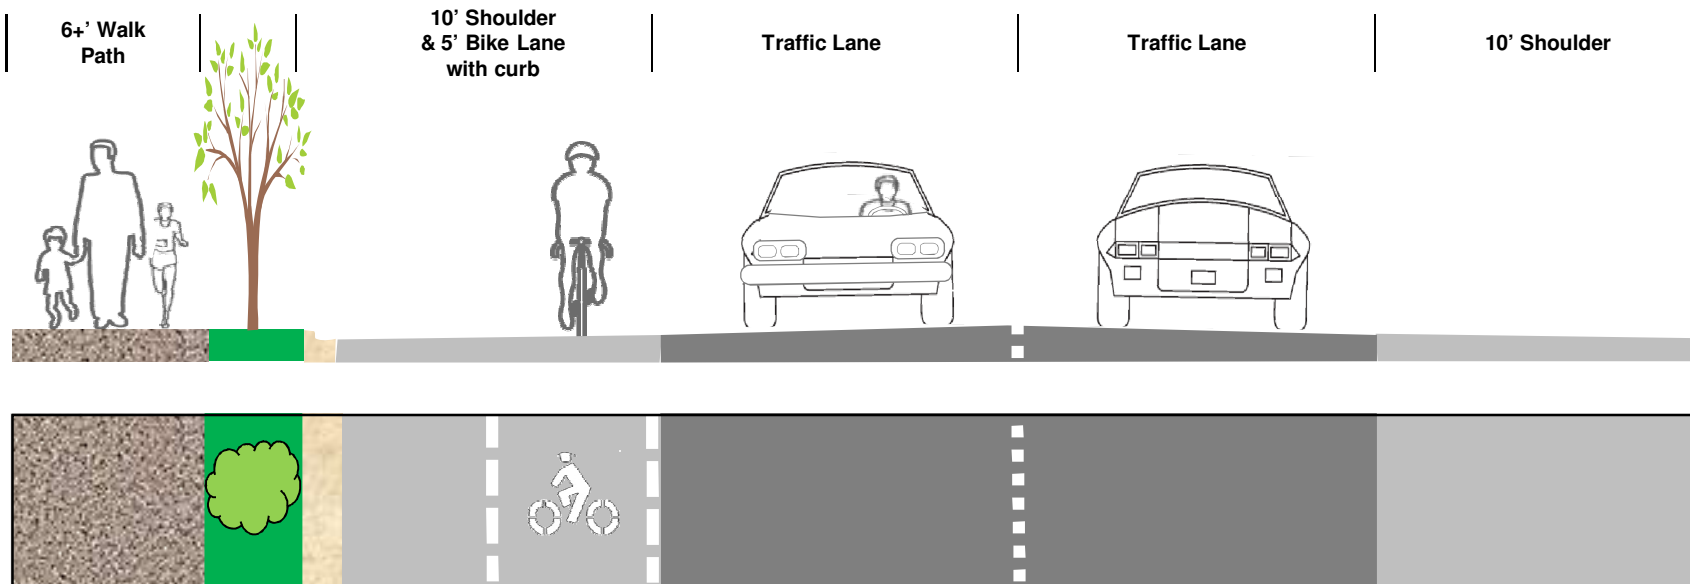 6+’ Walk
Path
10’ Shoulder
& 5’ Bike Lane
with curb
Traffic Lane
Traffic Lane
10’ Shoulder